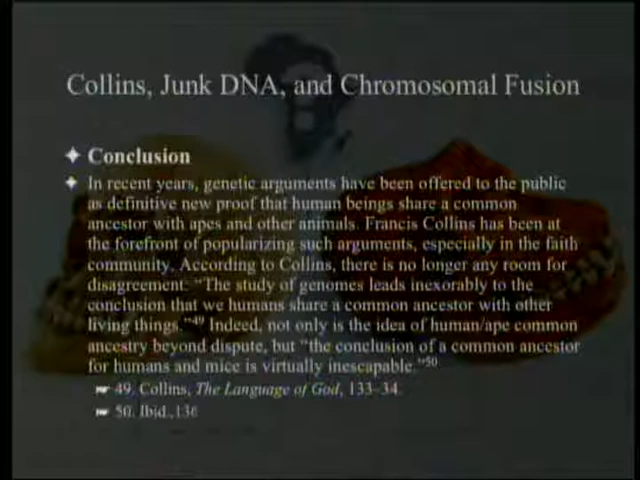 Collins, Junk DNA, and Chromosomal Fusion
Conclusion
In recent years, genetic arguments have been offered to the public
as definitive new proof that human beings share a common
ancestor with apes and other animals. Francis Collins has been at
the forefront of popularizing such arguments, especially in the faith
community. According to Collins, there is no longer any room for
disagreement: “The study of genomes leads inexorably to the
conclusion that we humans share a common ancestor with other
living things.”49 Indeed, not only is the idea of human/ape common
ancestry beyond dispute, but “the conclusion of a common ancestor
for humans and mice is virtually inescapable.”50
49. Collins, The Language of God, 133-34.
50. Ibid.,136